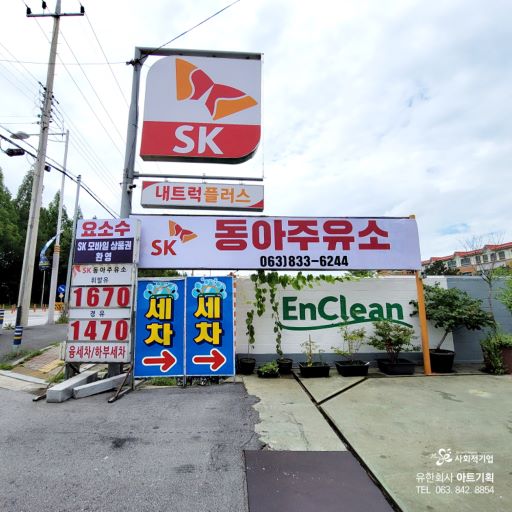 SK
내트럭플러스
요소수
SK 모바일 상품권
환영
SK 동아주유소
063)833-6244
SK동아주유소
휘발유
1670
경유
1470
음세차/하부세차
세차
세차
EnClean
사회적기업
유한회사 아트기획
TEL 063. 842. 8854